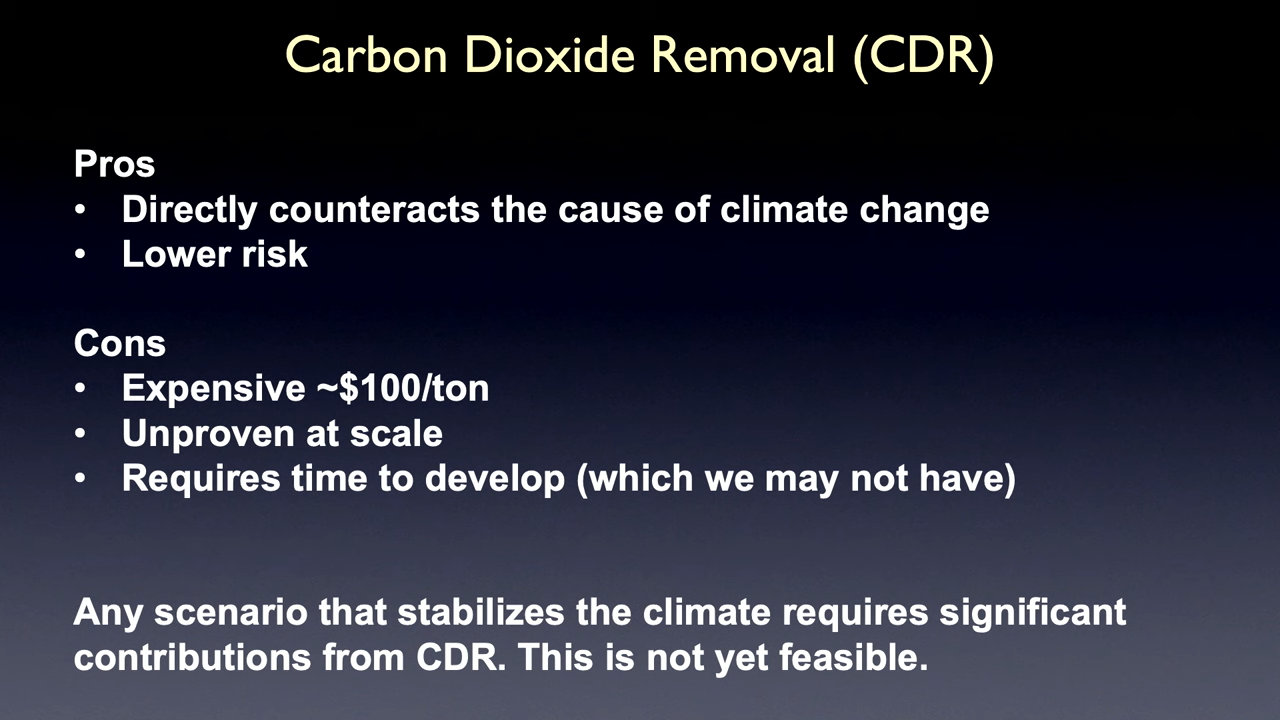 Carbon Dioxide Removal (CDR)
Pros
• Directly counteracts the cause of climate change
• Lower risk
Cons
• Expensive ~$100/ton
• Unproven at scale
• Requires time to develop (which we may not have)
Any scenario that stabilizes the climate requires significant
contributions from CDR. This is not yet feasible.